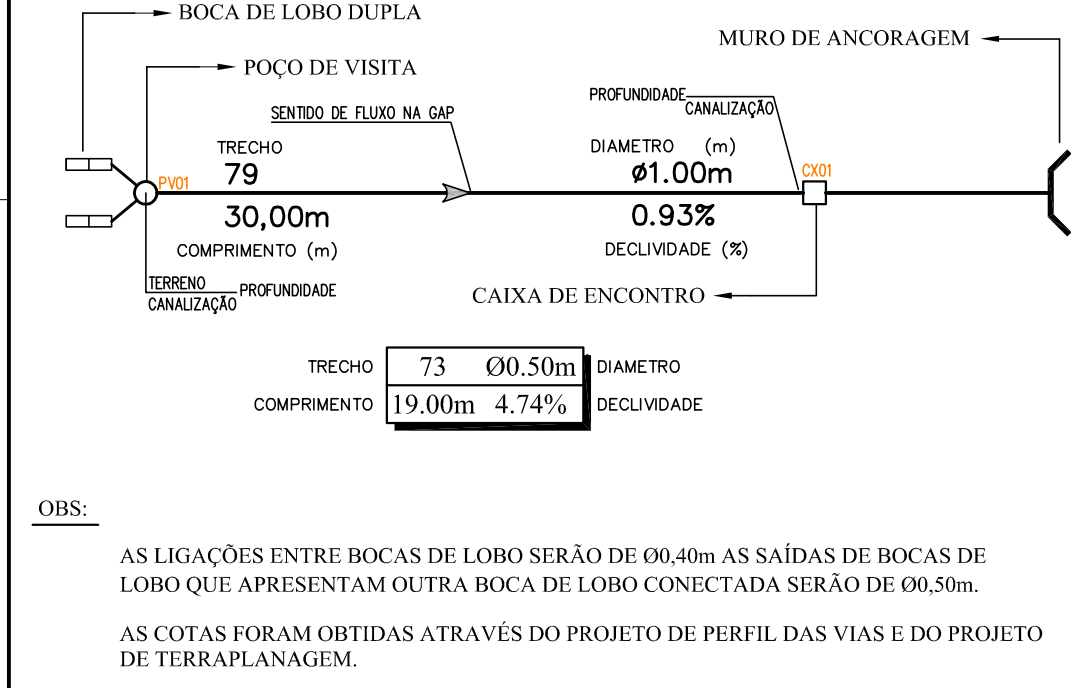 BOCA DE LOBO DUPLA
MURO DE ANCORAGEM
POÇO DE VISITA
PROFUNDIDADE
CANALIZAÇÃO
SENTIDO DE FLUXO NA GAP
TRECHO
DIAMETRO (m)
79
Ø1.00m
PV01
CX01
30,00m
0.93%
COMPRIMENTO (m)
DECLIVIDADE (%)
TERRENO
CANALIZAÇÃO
PROFUNDIDADE
CAIXA DE ENCONTRO
TRECHO 73 Ø0.50m DIAMETRO
COMPRIMENTO 19.00m 4.74% DECLIVIDADE
OBS:
AS LIGAÇÕES ENTRE BOCAS DE LOBO SERÃO DE Ø0,40m AS SAÍDAS DE BOCAS DE
LOBO QUE APRESENTAM OUTRA BOCA DE LOBO CONECTADA SERÃO DE Ø0,50m.
AS COTAS FORAM OBTIDAS ATRAVÉS DO PROJETO DE PERFIL DAS VIAS E DO PROJETO
DE TERRAPLANAGEM.